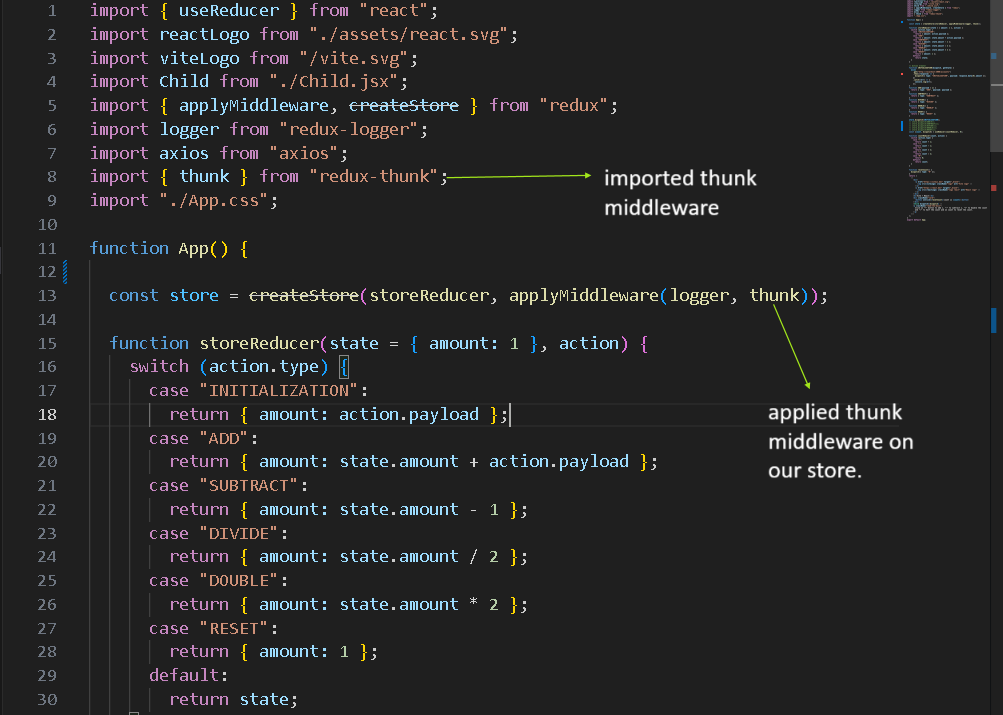 1 import { useReducer } from "react";
2 import reactLogo from "./assets/react.svg";
3 import viteLogo from "/vite.svg";
4 import Child from "./Child.jsx";
5 import { applyMiddleware, createStore } from "redux";
6 import logger from "redux-logger";
7 import axios from "axios";
8 import { thunk } from "redux-thunk";
imported thunk
middleware
9 import "./App.css";
10
11 function App() {
12
13 const store = createStore(storeReducer, applyMiddleware(logger, thunk));
14
15 function storeReducer(state = { amount: 1 }, action) {
16 switch (action.type) {
17 case "INITIALIZATION":
18 return { amount: action.payload };
applied thunk
middleware on
our store.
19 case "ADD":
20 return { amount: state.amount + action.payload };
21 case "SUBTRACT":
22 return { amount: state.amount - 1 };
23 case "DIVIDE":
24 return { amount: state.amount / 2 };
25 case "DOUBLE":
26 return { amount: state.amount * 2 };
27 case "RESET":
28 return { amount: 1 };
29 default:
30 return state;